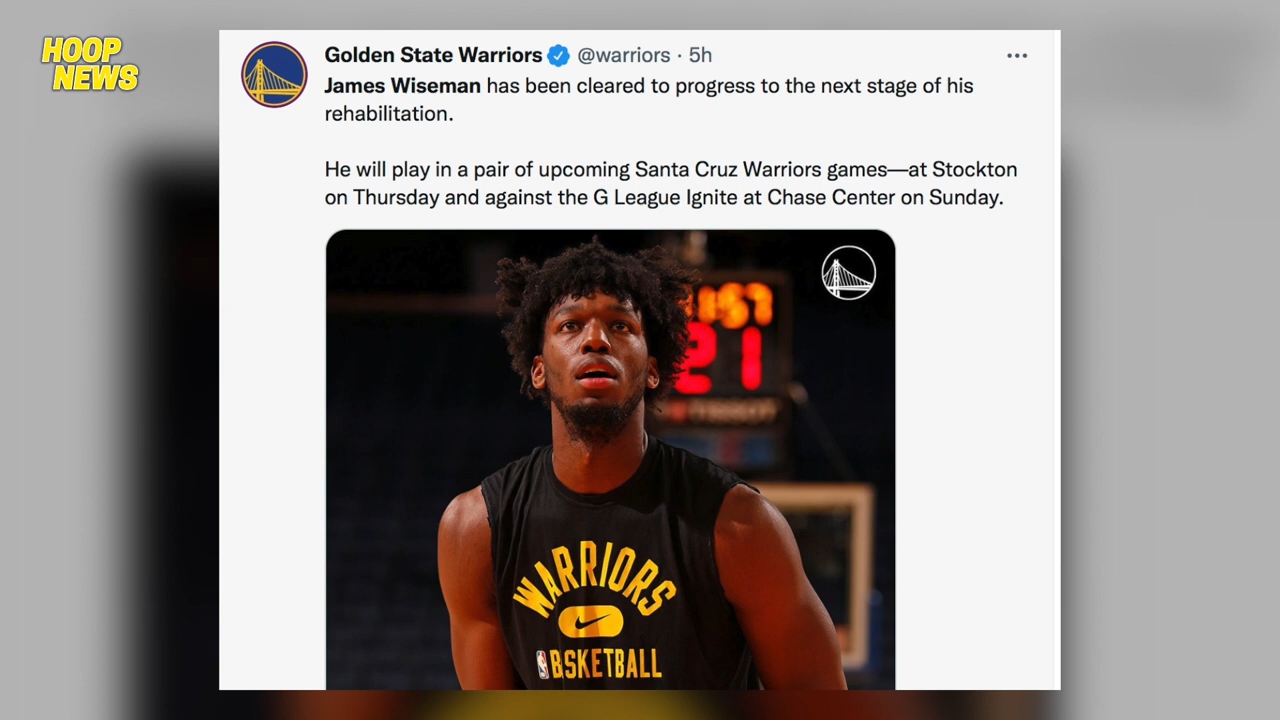 HOOP
NEWS
Golden State Warriors @warriors · 5h
James Wiseman has been cleared to progress to the next stage of his
rehabilitation.
He will play in a pair of upcoming Santa Cruz Warriors games—at Stockton
on Thursday and against the G League Ignite at Chase Center on Sunday.
:57
21
TISSOT
WARRIORS
BSKETBALL